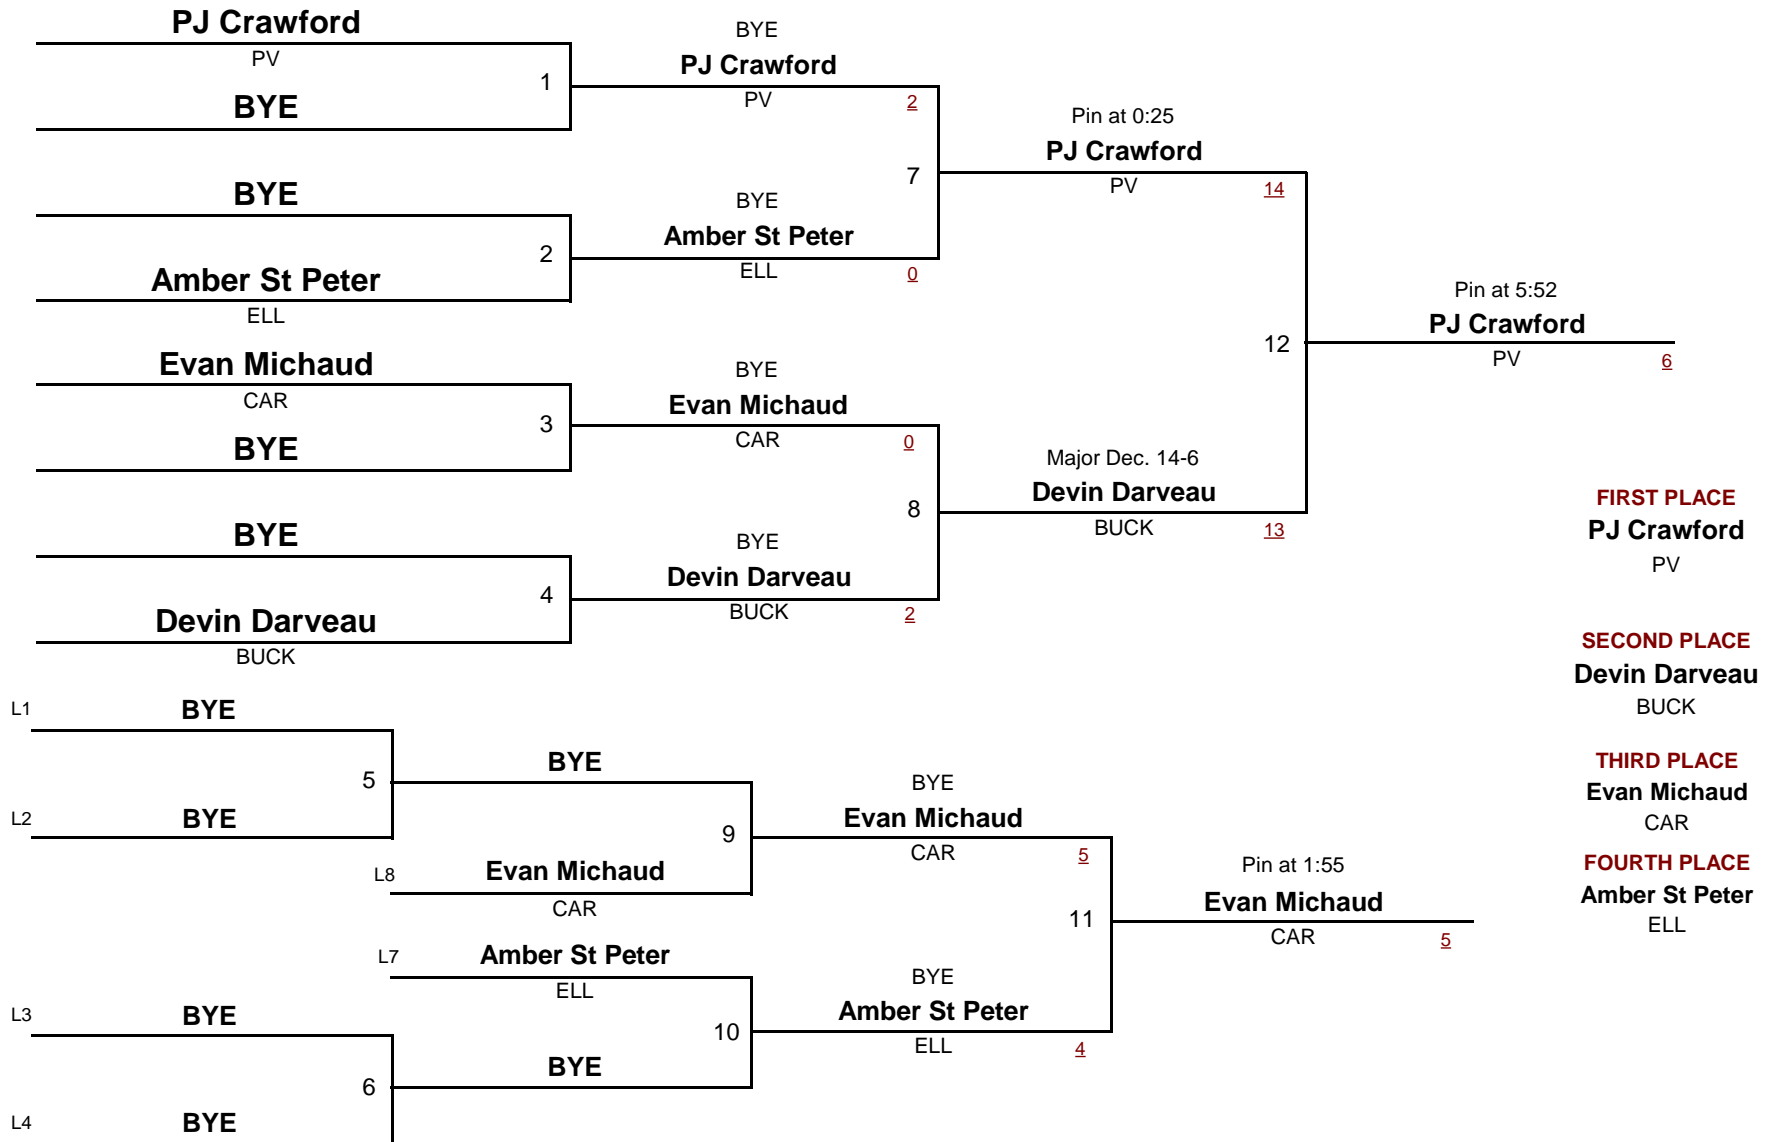 PJ Crawford
PV
1
BYE
BYE
2
Amber St Peter
ELL
Evan Michaud
CAR
3
BYE
BYE
4
Devin Darveau
BUCK
BYE
PJ Crawford
PV
2
7
BYE
Amber St Peter
ELL
0
BYE
Evan Michaud
CAR
0
8
BYE
Devin Darveau
BUCK
2
Pin at 0:25
PJ Crawford
PV
14
12
Major Dec. 14-6
Devin Darveau
BUCK
13
Pin at 5:52
PJ Crawford
PV
6
FIRST PLACE
PJ Crawford
PV
SECOND PLACE
Devin Darveau
BUCK
THIRD PLACE
Evan Michaud
CAR
FOURTH PLACE
Amber St Peter
ELL
L1
BYE
5
L2
BYE
BYE
9
L8
Evan Michaud
CAR
L7
Amber St Peter
ELL
10
L3
BYE
6
BYE
L4
BYE
BYE
Evan Michaud
CAR
5
11
BYE
Amber St Peter
ELL
4
Pin at 1:55
Evan Michaud
CAR
5